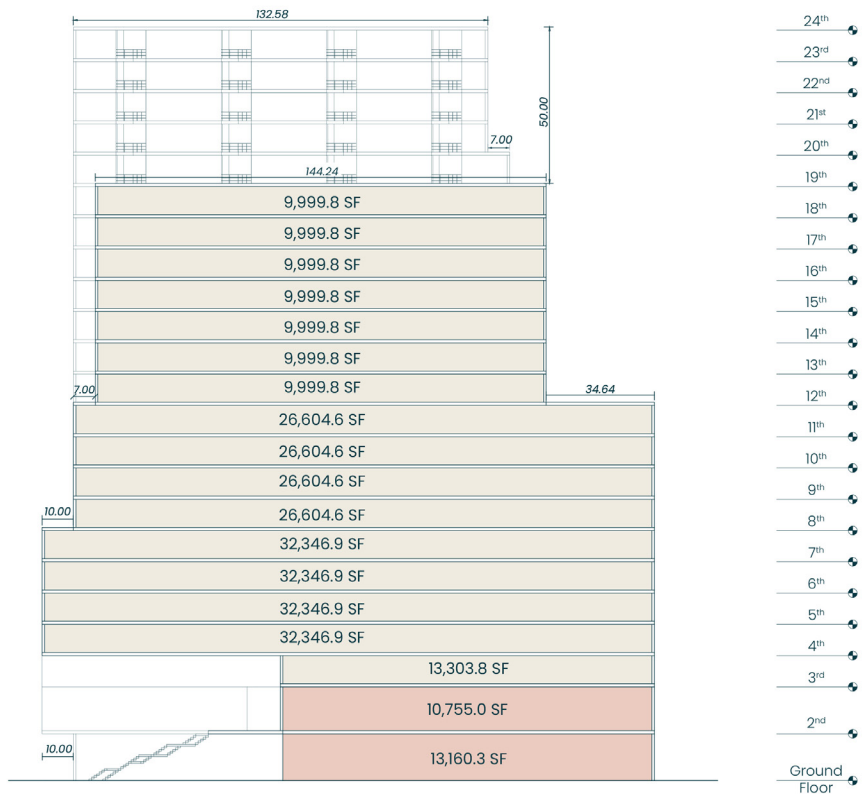 132.58
24th
23rd
22nd
50.00
21st
7.00
20th
144.24
19th
9,999.8 SF
18th
9,999.8 SF
17th
9,999.8 SF
16th
9,999.8 SF
15th
9,999.8 SF
14th
9,999.8 SF
13th
9,999.8 SF
7.00
34.64
12th
26,604.6 SF
11th
26,604.6 SF
10th
26,604.6 SF
9th
10.00
26,604.6 SF
8th
32,346.9 SF
7th
32,346.9 SF
6th
32,346.9 SF
5th
32,346.9 SF
4th
13,303.8 SF
3rd
10,755.0 SF
2nd
10.00
13,160.3 SF
Ground
Floor